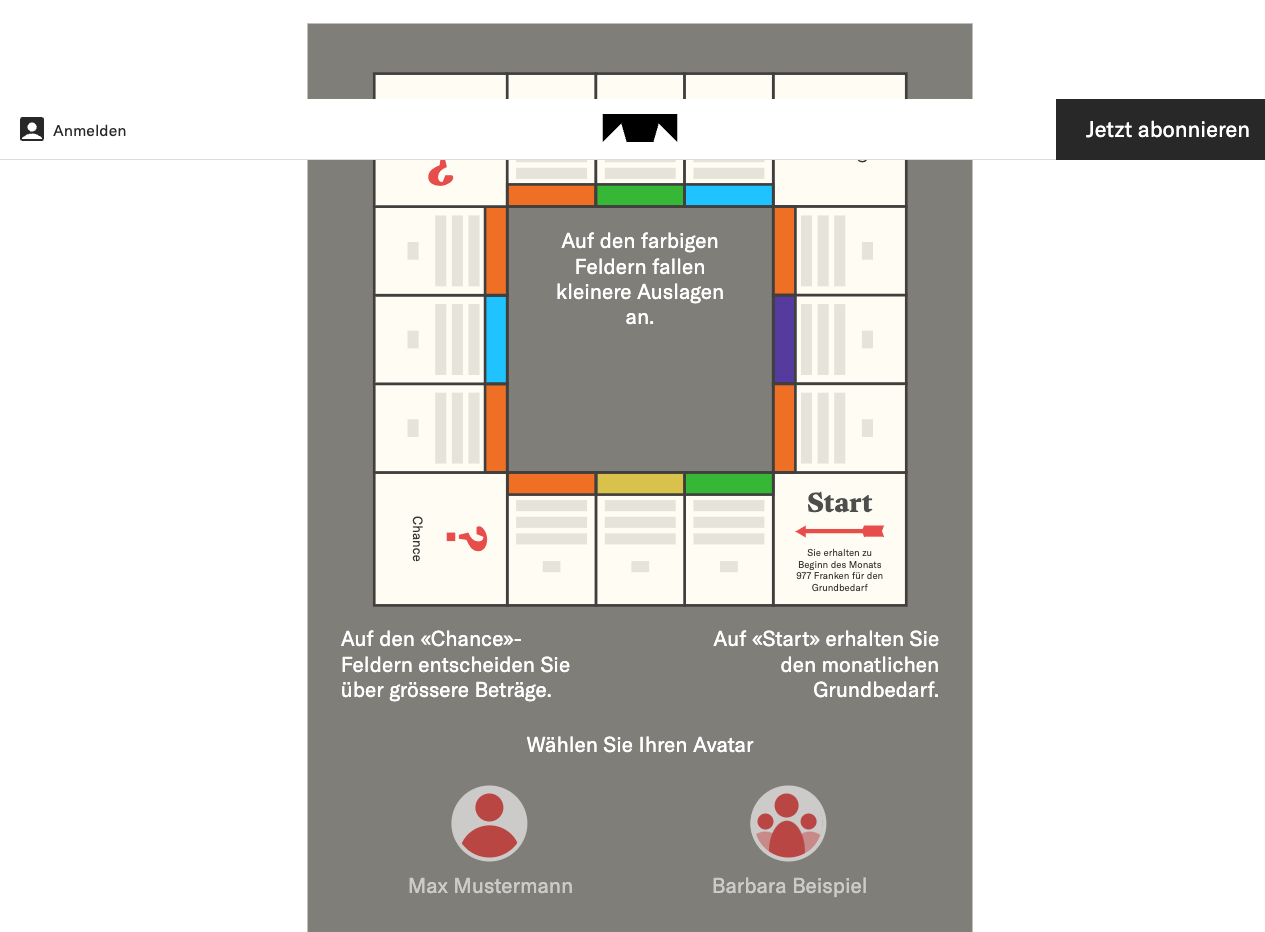 Anmelden
Jetzt abonnieren
?
Auf den farbigen
Feldern fallen
kleinere Auslagen
an.
Chance
?
Start
Sie erhalten zu
Beginn des Monats
977 Franken für den
Grundbedarf
Auf den «Chance»-
Feldern entscheiden Sie
über grössere Beträge.
Auf «Start» erhalten Sie
den monatlichen
Grundbedarf.
Wählen Sie Ihren Avatar
Max Mustermann
Barbara Beispiel